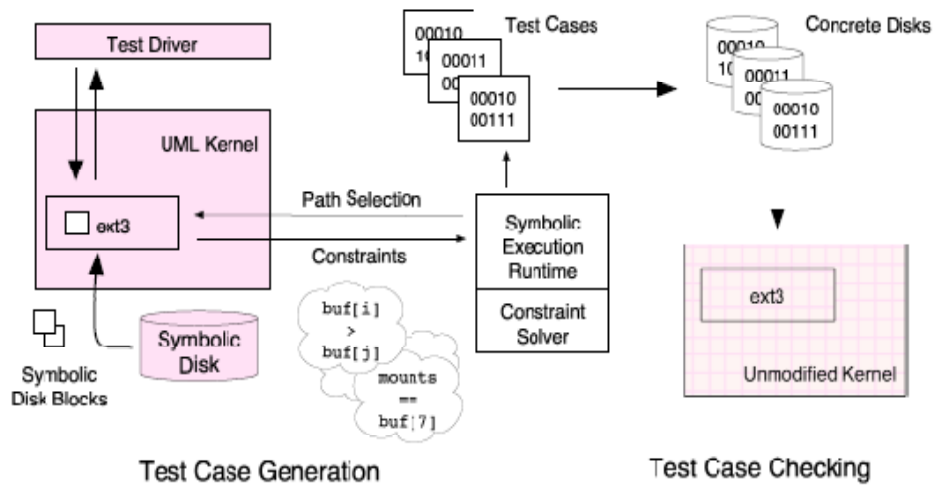 Test Driver
UML Kernel
ext3
Symbolic
Disk
Symbolic
Disk Blocks
Path Selection
Constraints
buf[i]
>
buf[j]
mounts
==
buf[7]
Test Cases
00010
00011
00
00010
00111
Symbolic
Execution
Runtime
Constraint
Solver
Concrete Disks
00010
00011
00
00010
00111
ext3
Unmodified Kernel
Test Case Generation
Test Case Checking